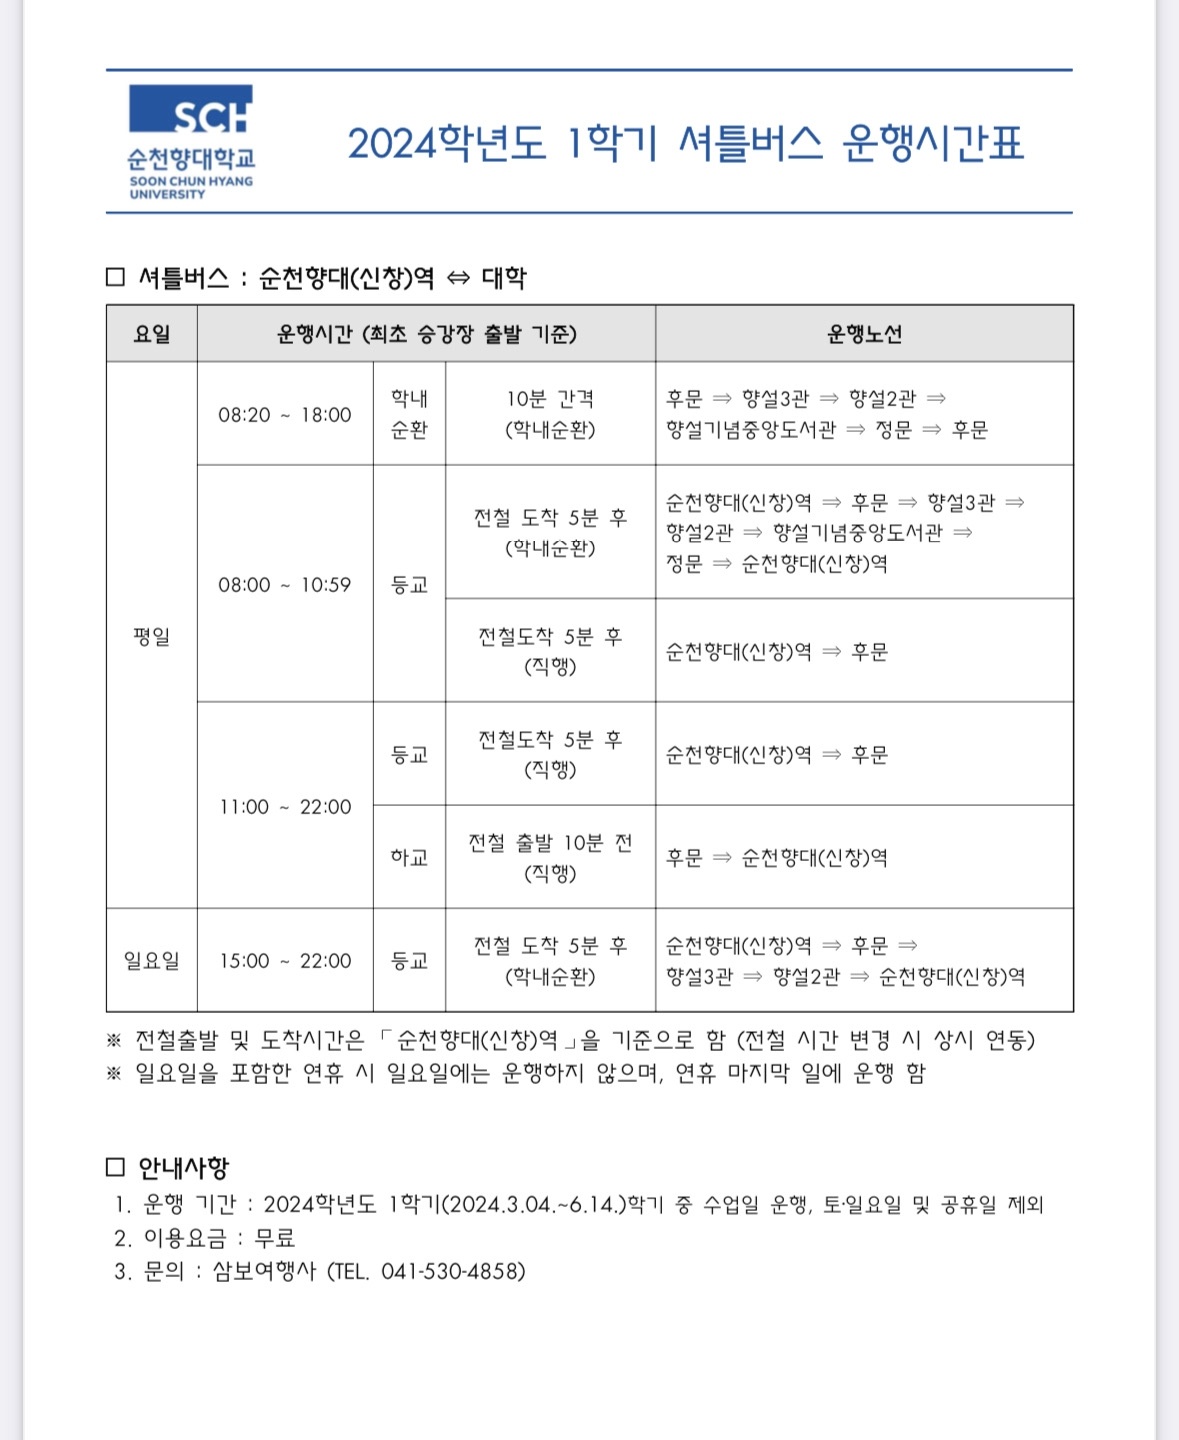 SCH
순천향대학교
SOON CHUN HYANG
UNIVERSITY
2024학년도 1학기 셔틀버스 운행시간표
□ 셔틀버스 : 순천향대(신창)역 ⇔ 대학
요일
운행시간 (최초 승강장 출발 기준)
운행노선
평일
08:20 ~ 18:00
학내
순환
10분 간격
(학내순환)
후문 ⇒ 향설3관 ⇒ 향설2관 ⇒
향설기념중앙도서관 ⇒ 정문 ⇒ 후문
08:00 ~ 10:59
등교
전철 도착 5분 후
(학내순환)
순천향대(신창)역 ⇒ 후문 ⇒ 향설3관 ⇒
향설2관 ⇒ 향설기념중앙도서관 ⇒
정문 ⇒ 순천향대(신창)역
전철도착 5분 후
(직행)
순천향대(신창)역 ⇒ 후문
11:00 ~ 22:00
등교
전철도착 5분 후
(직행)
순천향대(신창)역 ⇒ 후문
하교
전철 출발 10분 전
(직행)
후문 ⇒ 순천향대(신창)역
일요일
15:00 ~ 22:00
등교
전철 도착 5분 후
(학내순환)
순천향대(신창)역 ⇒ 후문 ⇒
향설3관 ⇒ 향설2관 ⇒ 순천향대(신창)역
※ 전철출발 및 도착시간은 「순천향대(신창)역」을 기준으로 함 (전철 시간 변경 시 상시 연동)
※ 일요일을 포함한 연휴 시 일요일에는 운행하지 않으며, 연휴 마지막 일에 운행 함
□ 안내사항
1. 운행 기간 : 2024학년도 1학기(2024.3.04.~6.14.)학기 중 수업일 운행, 토·일요일 및 공휴일 제외
2. 이용요금 : 무료
3. 문의 : 삼보여행사 (TEL. 041-530-4858)